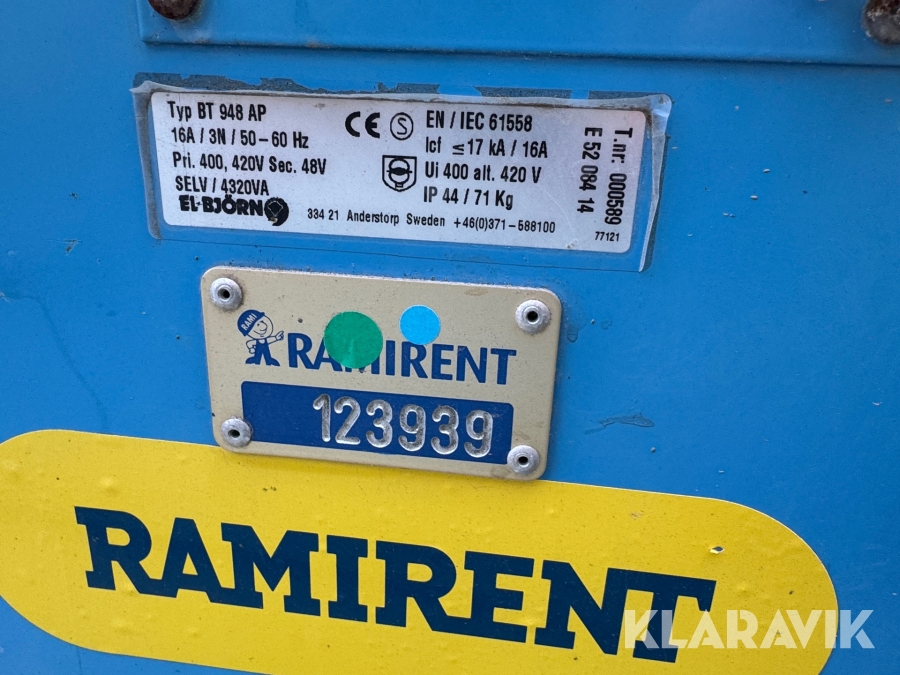 Typ BT 948 AP
16A / 3N / 50-60 Hz
Pri. 400, 420V Sec. 48V
SELV / 4320VA
EL-BJÖRN
CE S EN / IEC 61558
Icf ≤17 kA / 16A
Ui 400 alt. 420 V
IP 44 / 71 Kg
334 21 Anderstorp Sweden +46(0)371-588100
T.nr. 000589
E 52 084 14
77121
RAMI
RAMIRENT
123939
RAMIRENT
KLARAVIK